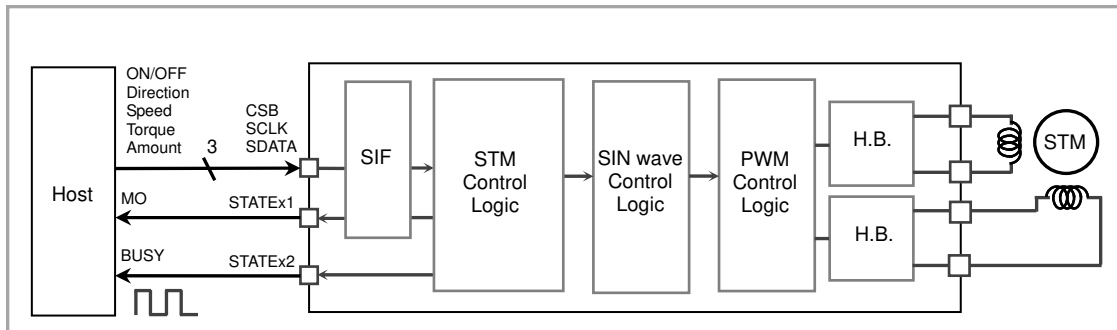 ON/OFF
Direction
Speed
Torque
Amount
3
CSB
SCLK
SDATA
Host
MO
STATEx1
BUSY
STATEx2
SIF
STM
Control
Logic
SIN wave
Control
Logic
PWM
Control
Logic
H.B.
H.B.
STM